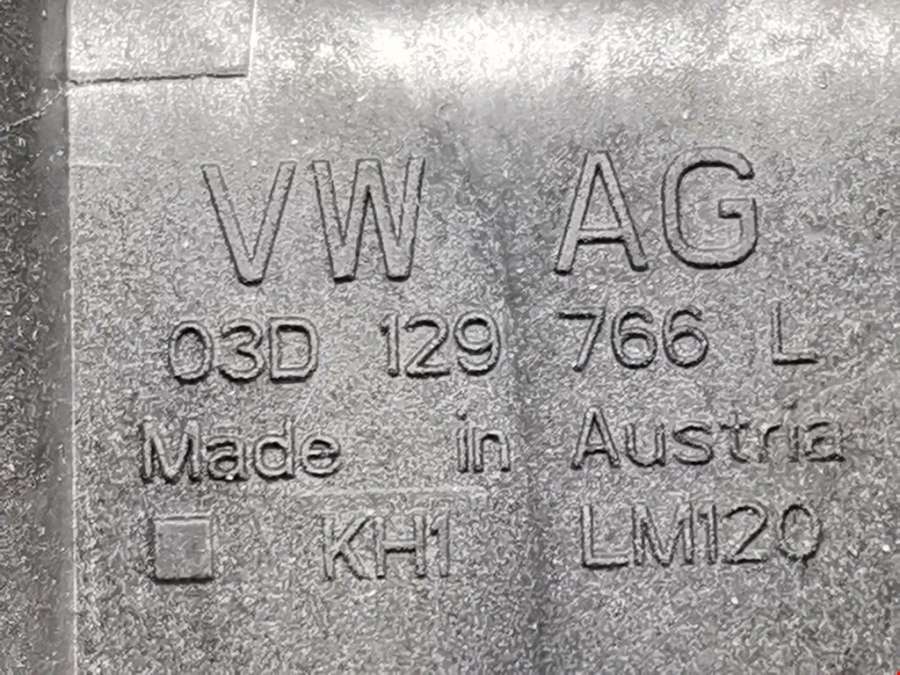 VW AG
03D 129 766 L
Made in Austria
KH1 LM120